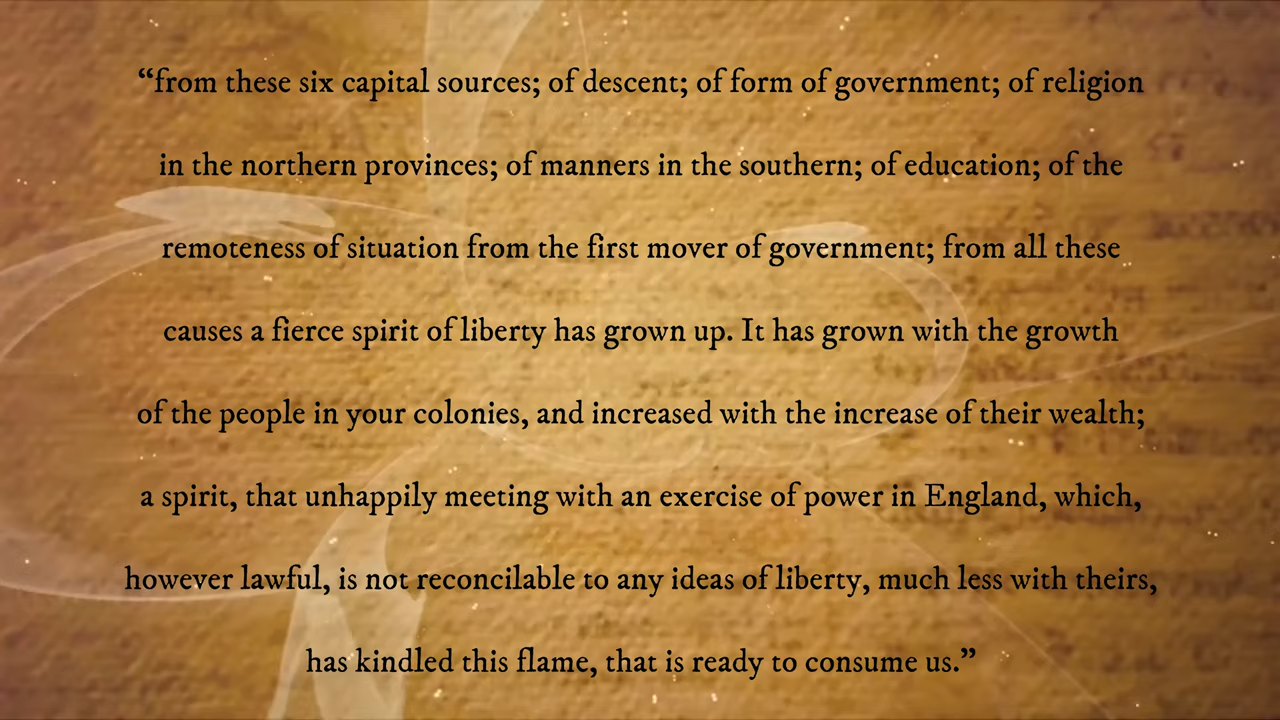 “from these six capital sources; of descent; of form of government; of religion
in the northern provinces; of manners in the southern; of education; of the
remoteness of situation from the first mover of government; from all these
causes a fierce spirit of liberty has grown up. It has grown with the growth
of the people in your colonies, and increased with the increase of their wealth;
a spirit, that unhappily meeting with an exercise of power in England, which,
however lawful, is not reconcilable to any ideas of liberty, much less with theirs,
has kindled this flame, that is ready to consume us.”